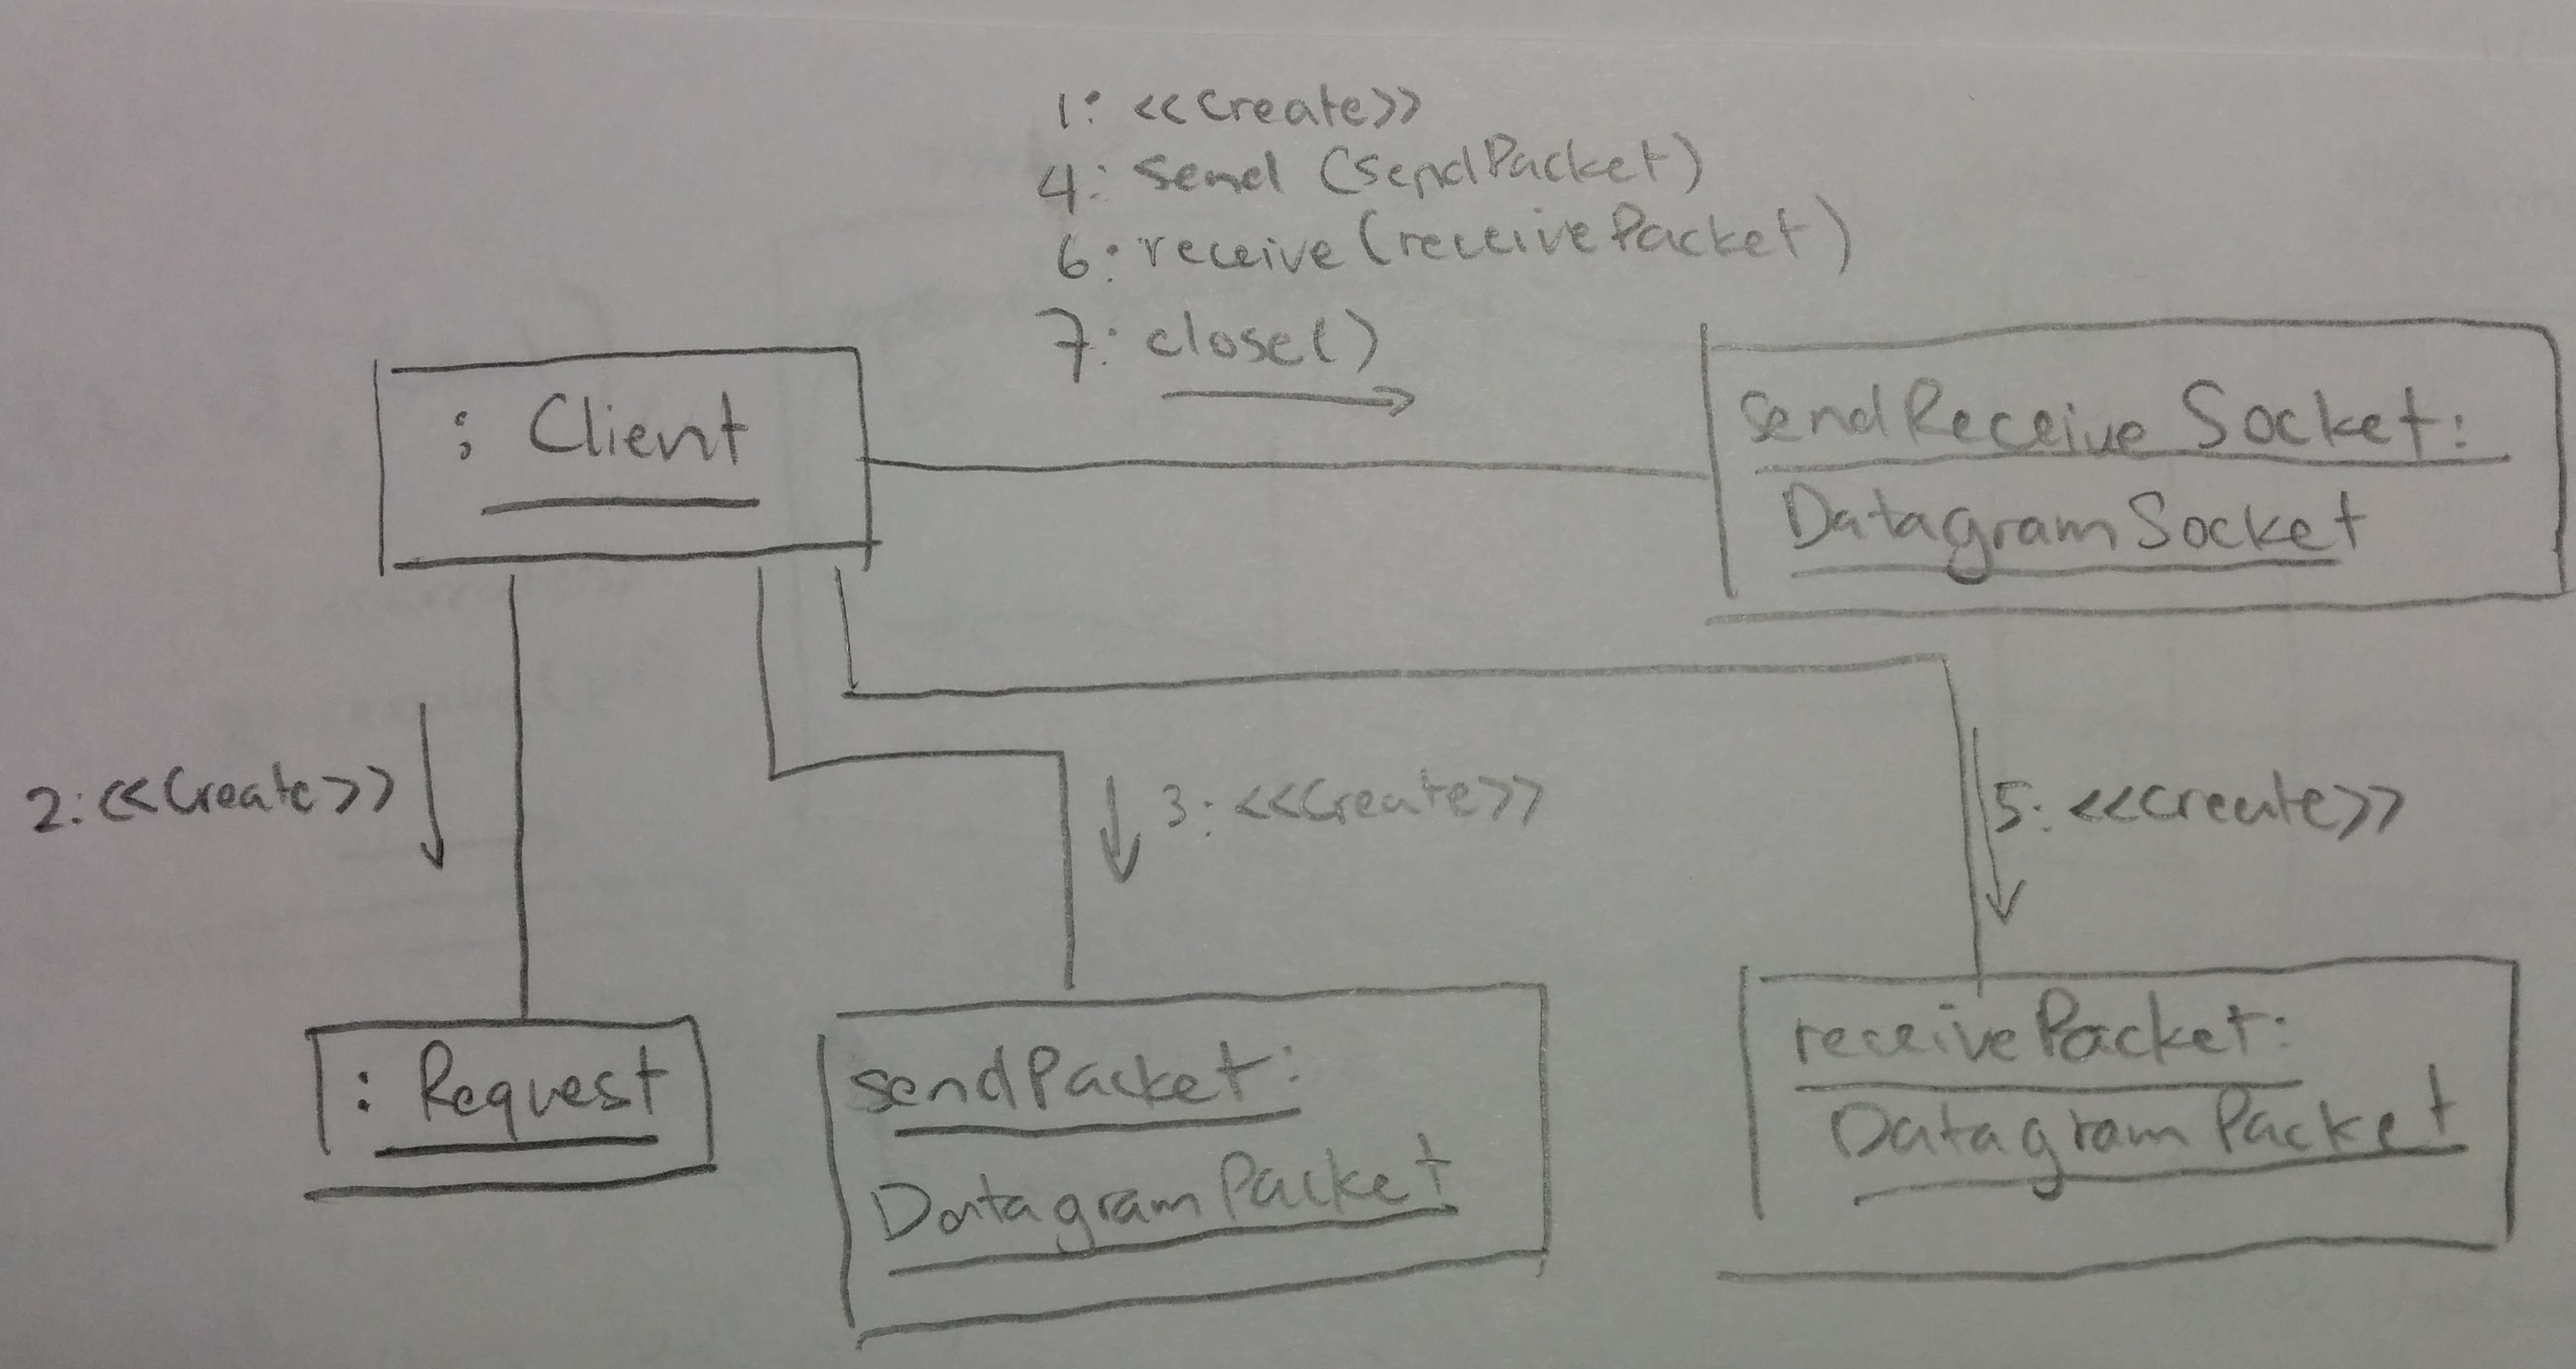 1: <<create>>
4: send (sendPacket)
6: receive (receivePacket)
7: close()
: Client
sendReceiveSocket:
DatagramSocket
2: <<create>>
3: <<create>>
5: <<create>>
: Request
sendPacket:
DatagramPacket
receivePacket:
DatagramPacket